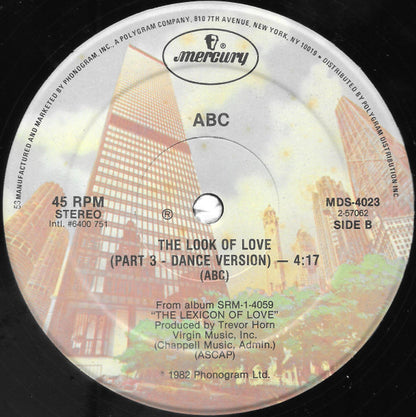 53 MANUFACTURED AND MARKETED BY PHONOGRAM, INC., A POLYGRAM COMPANY, 810 7TH AVENUE, NEW YORK, NY 10019 • DISTRIBUTED BY POLYGRAM DISTRIBUTION INC.
mercury
ABC
45 RPM
STEREO
Intl. #6400 751
®
MDS-4023
2-57062
SIDE B
THE LOOK OF LOVE
(PART 3 - DANCE VERSION) — 4:17
(ABC)
From album SRM-1-4059
"THE LEXICON OF LOVE"
Produced by Trevor Horn
Virgin Music, Inc.
(Chappell Music, Admin.)
(ASCAP)
℗ 1982 Phonogram Ltd.